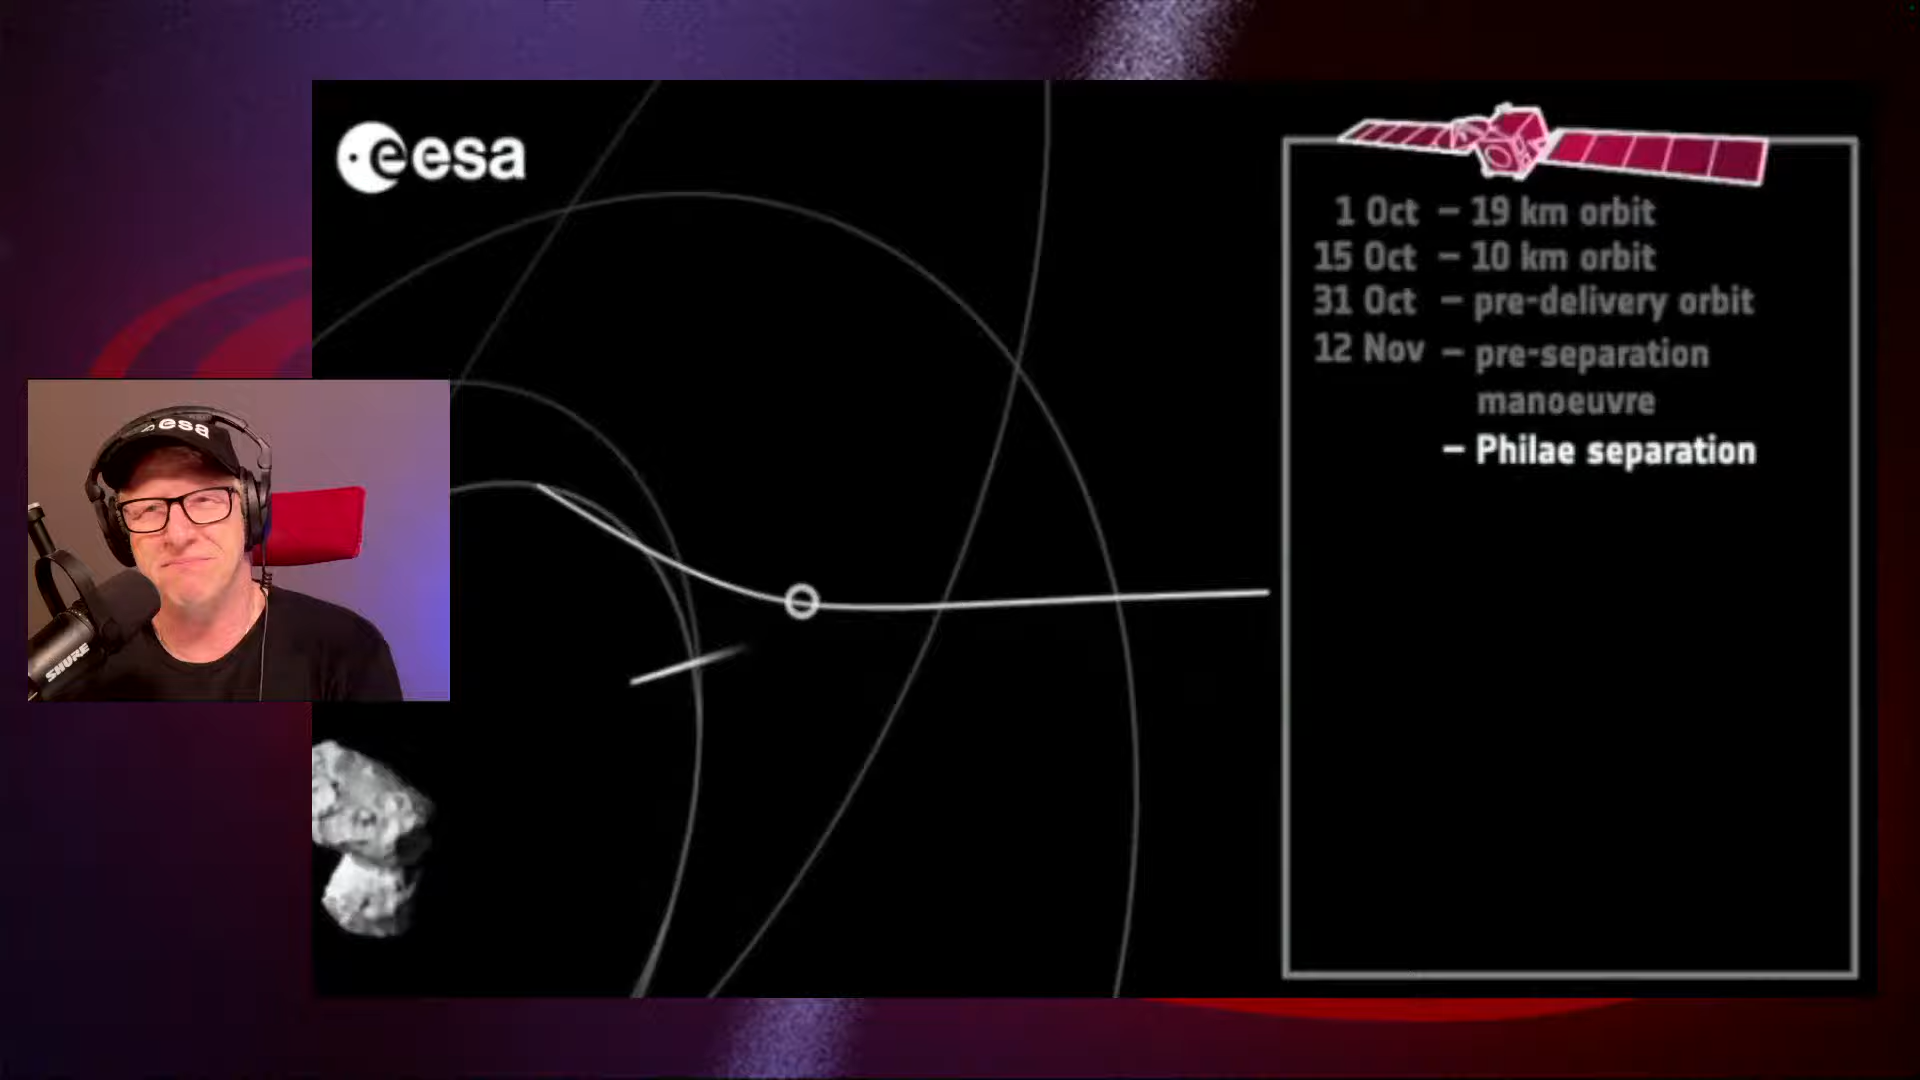 esa
1 Oct – 19 km orbit
15 Oct – 10 km orbit
31 Oct – pre-delivery orbit
12 Nov – pre-separation
manoeuvre
– Philae separation
esa
SHURE